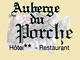 Auberge
du
Porche
Hôtel** - Restaurant